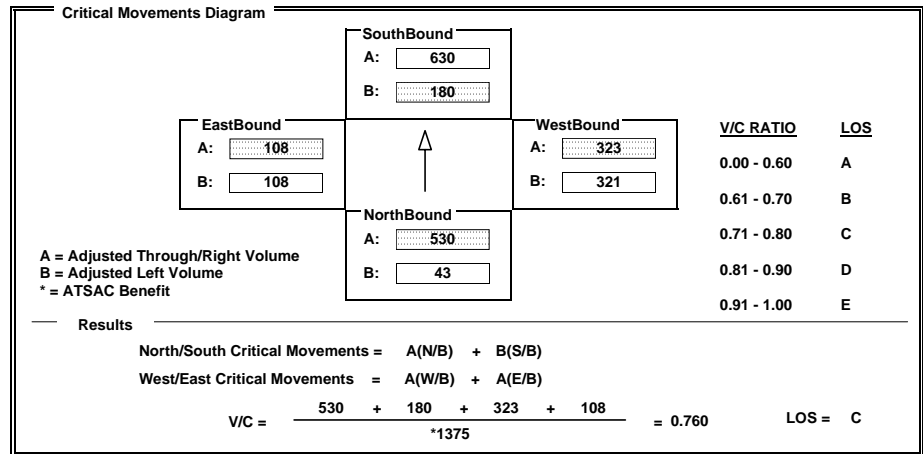 Critical Movements Diagram
SouthBound
A: 630
B: 180
EastBound
A: 108
B: 108
WestBound
A: 323
B: 321
NorthBound
A: 530
B: 43
V/C RATIO LOS
0.00 - 0.60 A
0.61 - 0.70 B
0.71 - 0.80 C
0.81 - 0.90 D
0.91 - 1.00 E
A = Adjusted Through/Right Volume
B = Adjusted Left Volume
* = ATSAC Benefit
Results
North/South Critical Movements = A(N/B) + B(S/B)
West/East Critical Movements = A(W/B) + A(E/B)
530 + 180 + 323 + 108
V/C = = 0.760 LOS = C
*1375